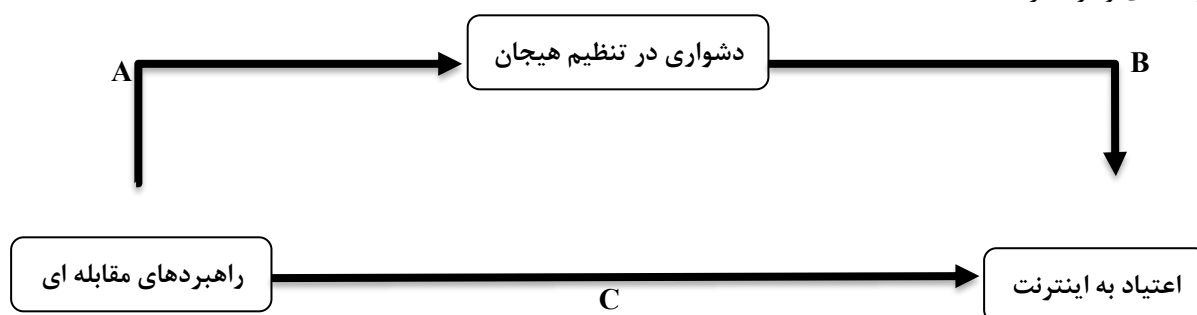 دشواری در تنظیم هیجان
A
B
راهبردهای مقابله ای
اعتیاد به اینترنت
C